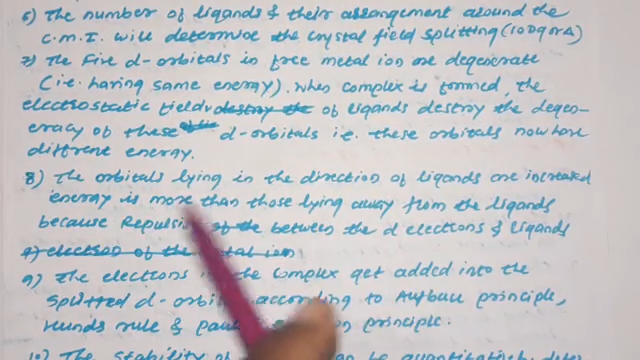 6) The number of ligands & their arrangement around the
C.M.I. will determine the crystal field splitting (10Dq or Δ)
7) The Five d-orbitals in free metal ion are degenerate
(i.e. having same energy). When complex is formed, the
electrostatic field of ligands destroy the degen-
eracy of these d-orbitals i.e. these orbitals now have
different energy.
8) The orbitals lying in the direction of ligands are increased
energy is more than those lying away from the ligands
because Repulsion between the d electrons & ligands
9) The electrons in the complex get added into the
splitted d-orbitals according to Aufbau principle,
Hunds rule & principle.
10) The stability of can be quantitatively